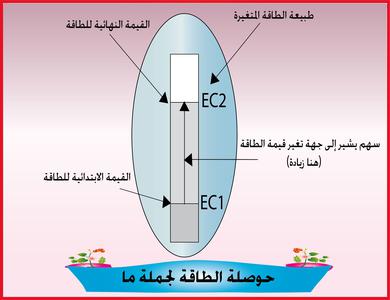 طبيعة الطاقة المتغيرة
القيمة النهائية للطاقة
EC2
سهم يشير إلى جهة تغير قيمة الطاقة
(هنا زيادة)
القيمة الابتدائية للطاقة
EC1
حوصلة الطاقة لجملة ما